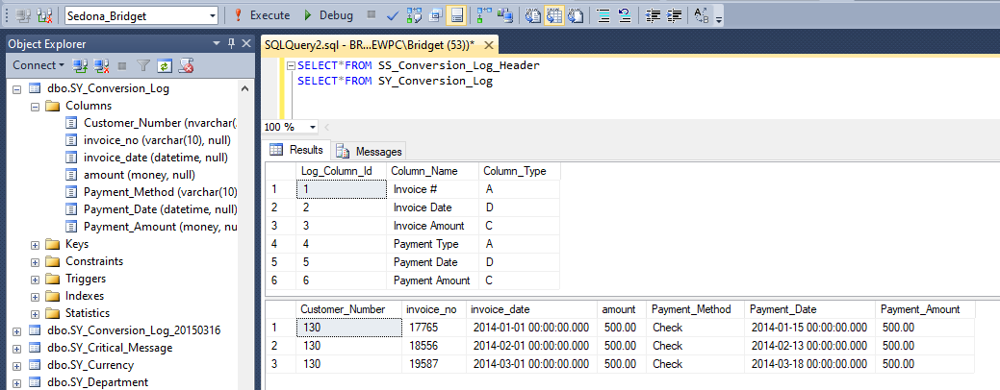 Sedona_Bridget Execute Debug
Object Explorer
Connect
dbo.SY_Conversion_Log
Columns
Customer_Number (nvarchar(
invoice_no (varchar(10), null)
invoice_date (datetime, null)
amount (money, null)
Payment_Method (varchar(10)
Payment_Date (datetime, null)
Payment_Amount (money, nu
Keys
Constraints
Triggers
Indexes
Statistics
dbo.SY_Conversion_Log_20150316
dbo.SY_Critical_Message
dbo.SY_Currency
dbo.SY_Department
SQLQuery2.sql - BR...EWPC\Bridget (53))*
SELECT*FROM SS_Conversion_Log_Header
SELECT*FROM SY_Conversion_Log
100 %
Results Messages
Log_Column_Id Column_Name Column_Type
1 1 Invoice # A
2 2 Invoice Date D
3 3 Invoice Amount C
4 4 Payment Type A
5 5 Payment Date D
6 6 Payment Amount C
Customer_Number invoice_no invoice_date amount Payment_Method Payment_Date Payment_Amount
1 130 17765 2014-01-01 00:00:00.000 500.00 Check 2014-01-15 00:00:00.000 500.00
2 130 18556 2014-02-01 00:00:00.000 500.00 Check 2014-02-13 00:00:00.000 500.00
3 130 19587 2014-03-01 00:00:00.000 500.00 Check 2014-03-18 00:00:00.000 500.00